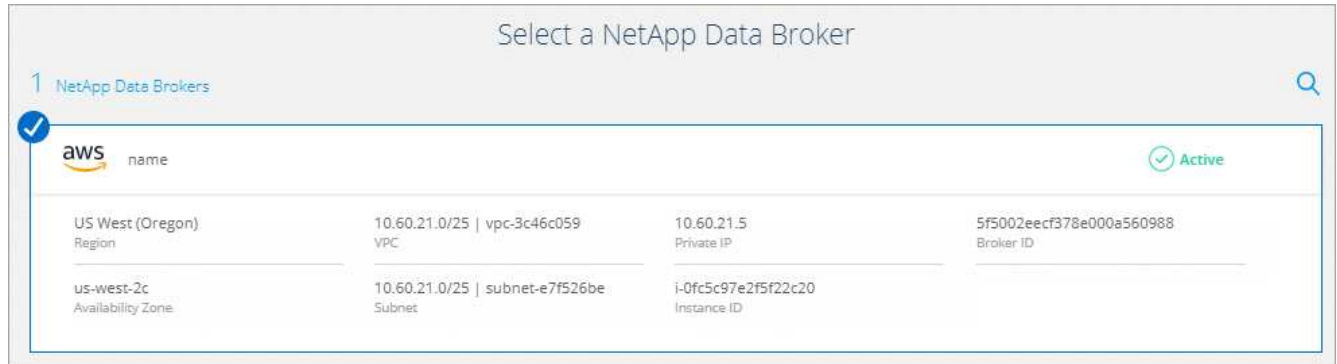 Select a NetApp Data Broker
1 NetApp Data Brokers
aws name
Active
US West (Oregon)
Region
10.60.21.0/25 | vpc-3c46c059
VPC
10.60.21.5
Private IP
5f5002eecf378e000a560988
Broker ID
us-west-2c
Availability Zone
10.60.21.0/25 | subnet-e7f526be
Subnet
i-0fc5c97e2f5f22c20
Instance ID